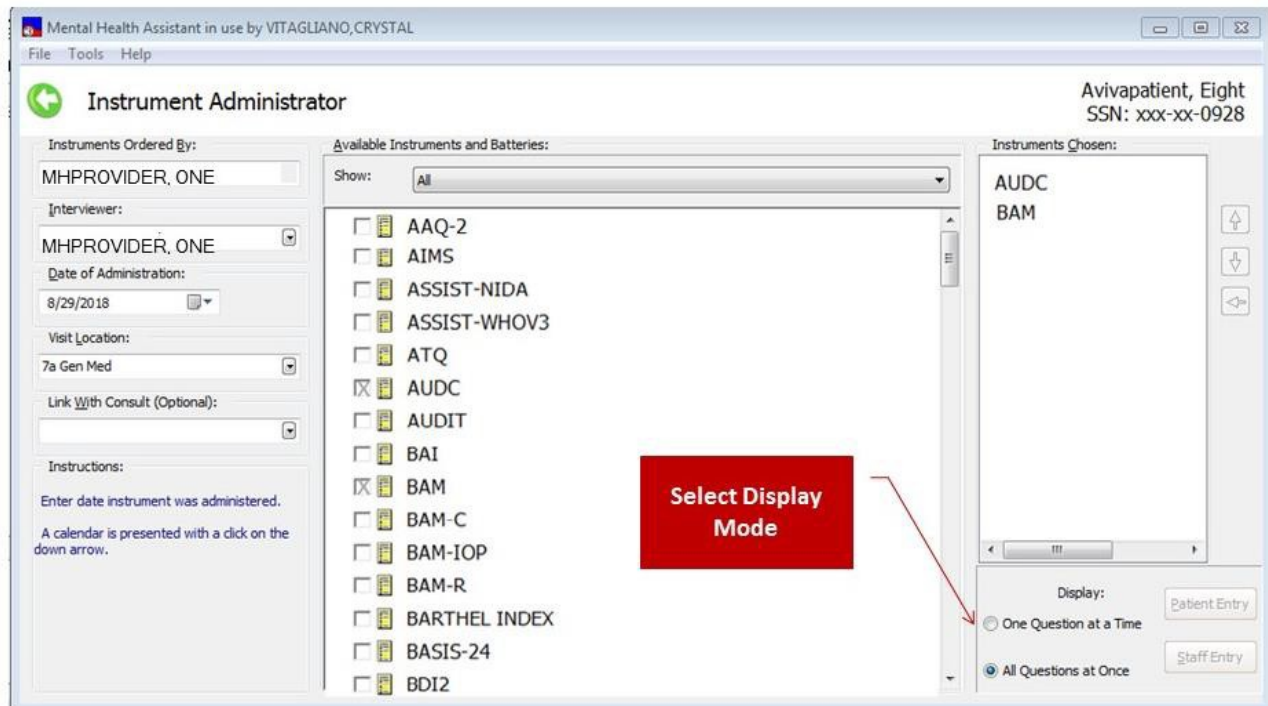 Mental Health Assistant in use by VITAGLIANO,CRYSTAL
File Tools Help
Instrument Administrator
Avivapatient, Eight
SSN: xxx-xx-0928
Instruments Ordered By:
MHPROVIDER, ONE
Interviewer:
MHPROVIDER, ONE
Date of Administration:
8/29/2018
Visit Location:
7a Gen Med
Link With Consult (Optional):
Instructions:
Enter date instrument was administered.
A calendar is presented with a click on the
down arrow.
Available Instruments and Batteries:
Show: All
AAQ-2
AIMS
ASSIST-NIDA
ASSIST-WHOV3
ATQ
AUDC
AUDIT
BAI
BAM
BAM-C
BAM-IOP
BAM-R
BARTHEL INDEX
BASIS-24
BDI2
Select Display
Mode
Instruments Chosen:
AUDC
BAM
Display:
One Question at a Time
All Questions at Once
Patient Entry
Staff Entry